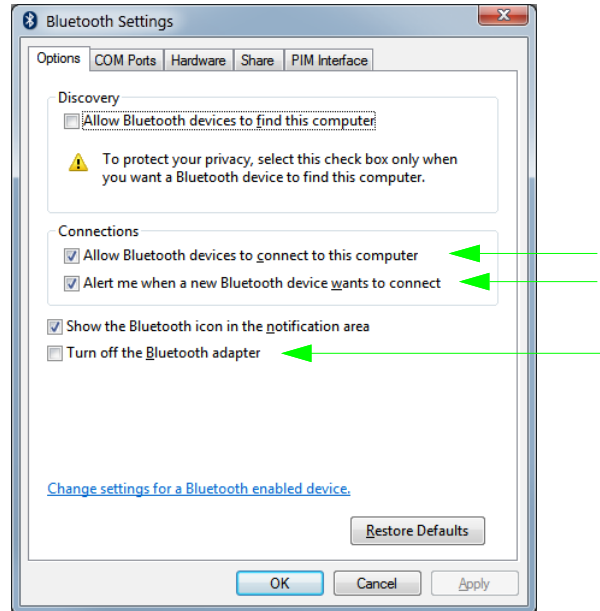 Bluetooth Settings
Options COM Ports Hardware Share PIM Interface
Discovery
Allow Bluetooth devices to find this computer
To protect your privacy, select this check box only when
you want a Bluetooth device to find this computer.
Connections
Allow Bluetooth devices to connect to this computer
Alert me when a new Bluetooth device wants to connect
Show the Bluetooth icon in the notification area
Turn off the Bluetooth adapter
Change settings for a Bluetooth enabled device.
Restore Defaults
OK Cancel Apply